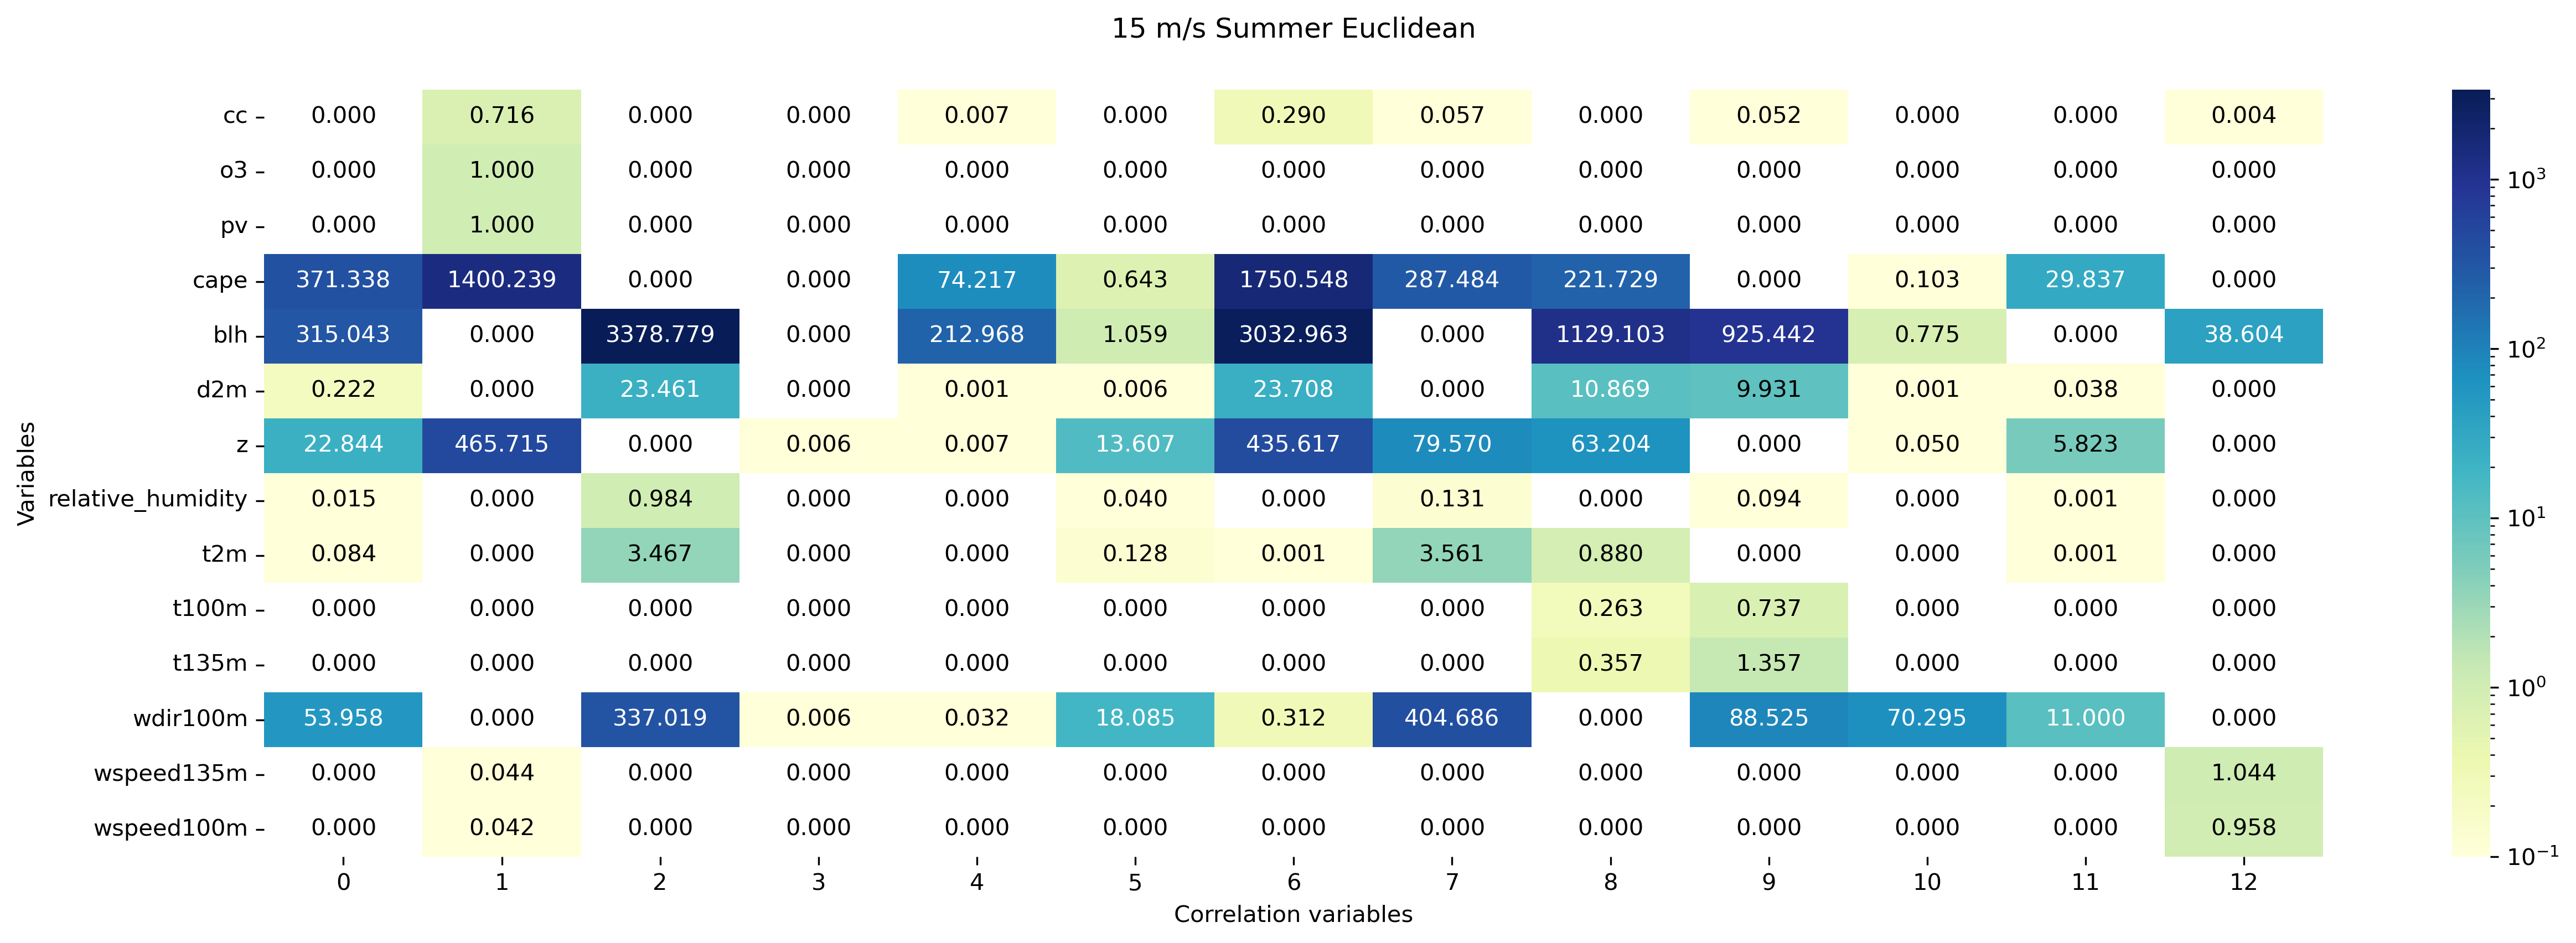 15 m/s Summer Euclidean
cc 0.000 0.716 0.000 0.000 0.007 0.000 0.290 0.057 0.000 0.052 0.000 0.000 0.004
o3 0.000 1.000 0.000 0.000 0.000 0.000 0.000 0.000 0.000 0.000 0.000 0.000 0.000
pv 0.000 1.000 0.000 0.000 0.000 0.000 0.000 0.000 0.000 0.000 0.000 0.000 0.000
cape 371.338 1400.239 0.000 0.000 74.217 0.643 1750.548 287.484 221.729 0.000 0.103 29.837 0.000
blh 315.043 0.000 3378.779 0.000 212.968 1.059 3032.963 0.000 1129.103 925.442 0.775 0.000 38.604
d2m 0.222 0.000 23.461 0.000 0.001 0.006 23.708 0.000 10.869 9.931 0.001 0.038 0.000
z 22.844 465.715 0.000 0.006 0.007 13.607 435.617 79.570 63.204 0.000 0.050 5.823 0.000
relative_humidity 0.015 0.000 0.984 0.000 0.000 0.040 0.000 0.131 0.000 0.094 0.000 0.001 0.000
t2m 0.084 0.000 3.467 0.000 0.000 0.128 0.001 3.561 0.880 0.000 0.000 0.001 0.000
t100m 0.000 0.000 0.000 0.000 0.000 0.000 0.000 0.000 0.263 0.737 0.000 0.000 0.000
t135m 0.000 0.000 0.000 0.000 0.000 0.000 0.000 0.000 0.357 1.357 0.000 0.000 0.000
wdir100m 53.958 0.000 337.019 0.006 0.032 18.085 0.312 404.686 0.000 88.525 70.295 11.000 0.000
wspeed135m 0.000 0.044 0.000 0.000 0.000 0.000 0.000 0.000 0.000 0.000 0.000 0.000 1.044
wspeed100m 0.000 0.042 0.000 0.000 0.000 0.000 0.000 0.000 0.000 0.000 0.000 0.000 0.958
0 1 2 3 4 5 6 7 8 9 10 11 12
Correlation variables
Variables
10³
10²
10¹
10⁰
10⁻¹